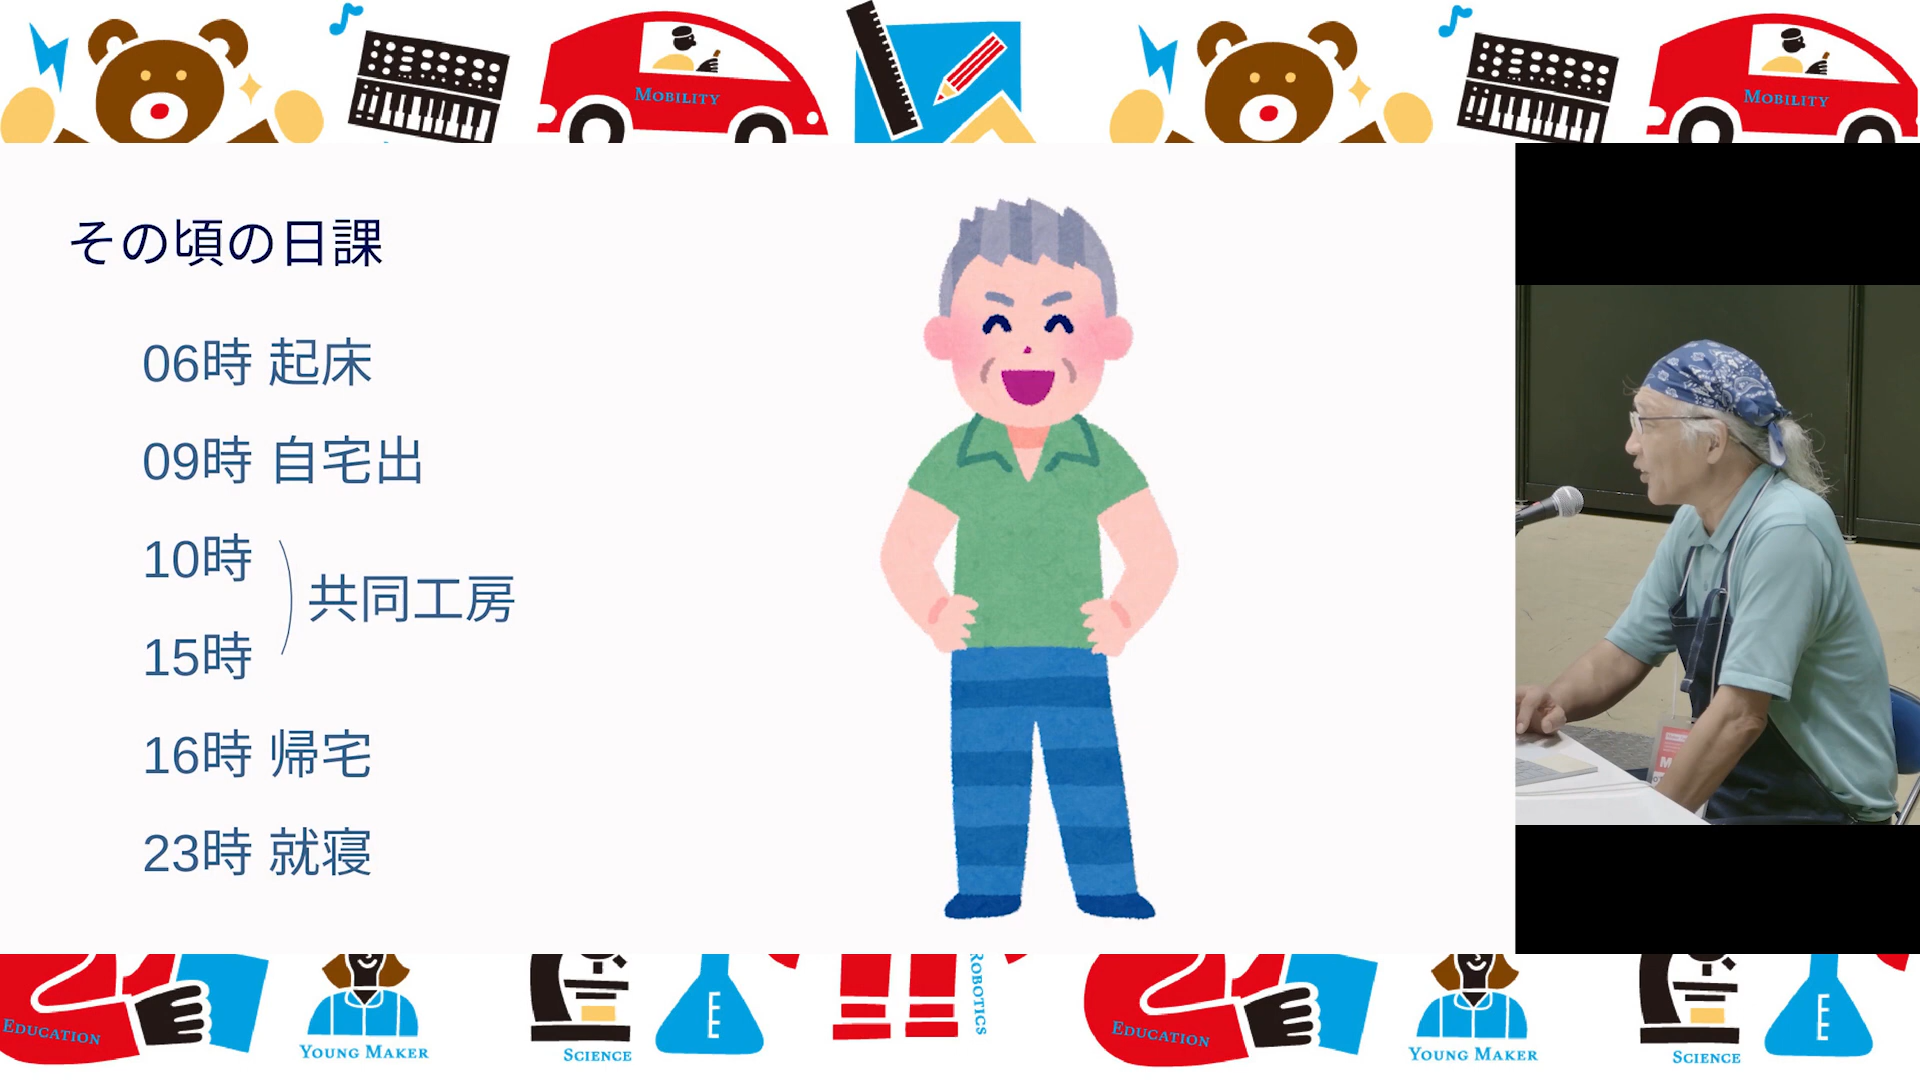 MOBILITY
MOBILITY
その頃の日課
06時 起床
09時 自宅出
10時
共同工房
15時
16時 帰宅
23時 就寝
EDUCATION
YOUNG MAKER
SCIENCE
E
ROBOTICS
EDUCATION
YOUNG MAKER
SCIENCE
E